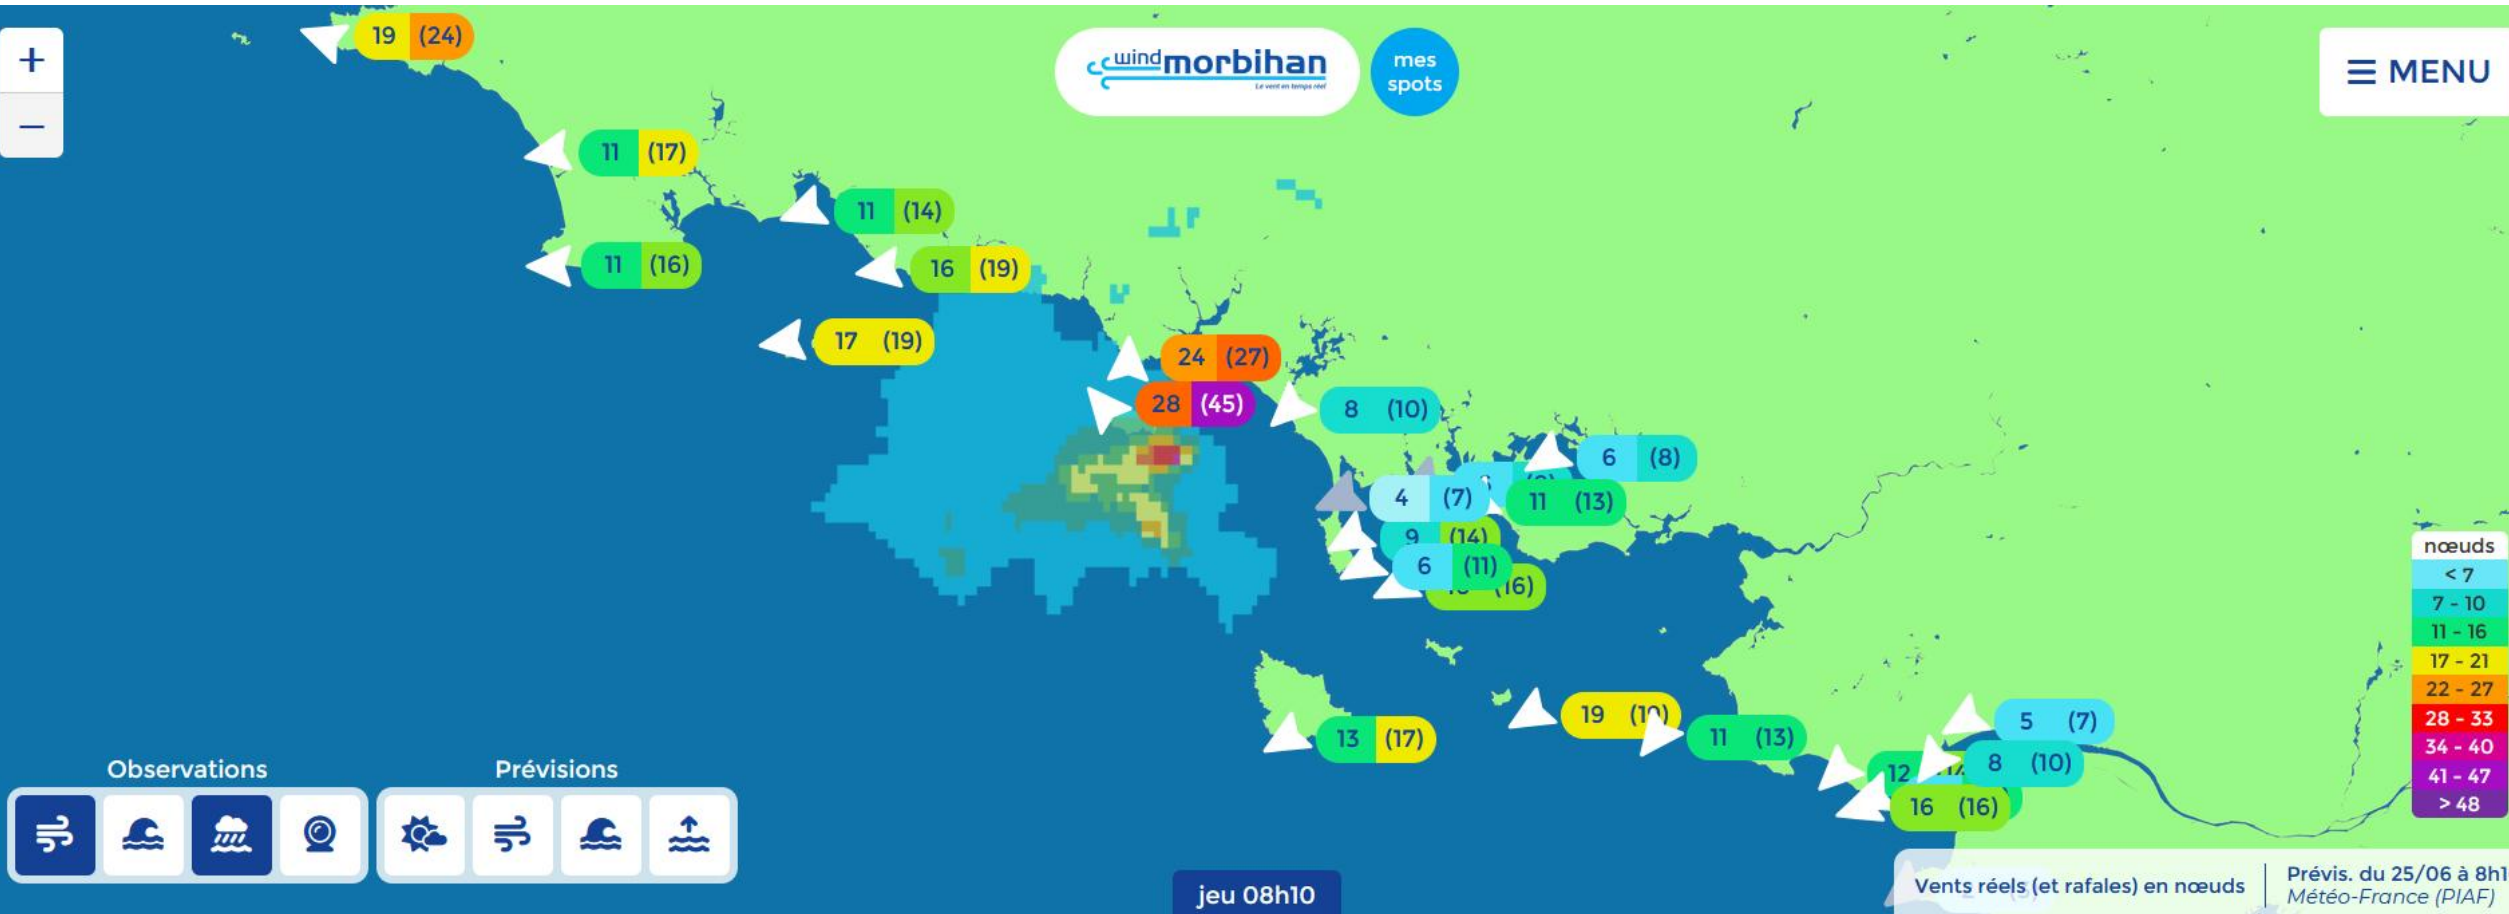 19 (24)
+
−
wind morbihan
Le vent en temps réel
mes
spots
MENU
11 (17)
11 (14)
11 (16)
16 (19)
17 (19)
24 (27)
28 (45)
8 (10)
6 (8)
4 (7)
11 (13)
9 (14)
6 (11)
(16)
nœuds
< 7
7 - 10
11 - 16
17 - 21
22 - 27
28 - 33
34 - 40
41 - 47
> 48
19
13 (17)
11 (13)
5 (7)
8 (10)
12
16 (16)
Observations
Prévisions
jeu 08h10
Vents réels (et rafales) en nœuds
Prévis. du 25/06 à 8h1
Météo-France (PIAF)